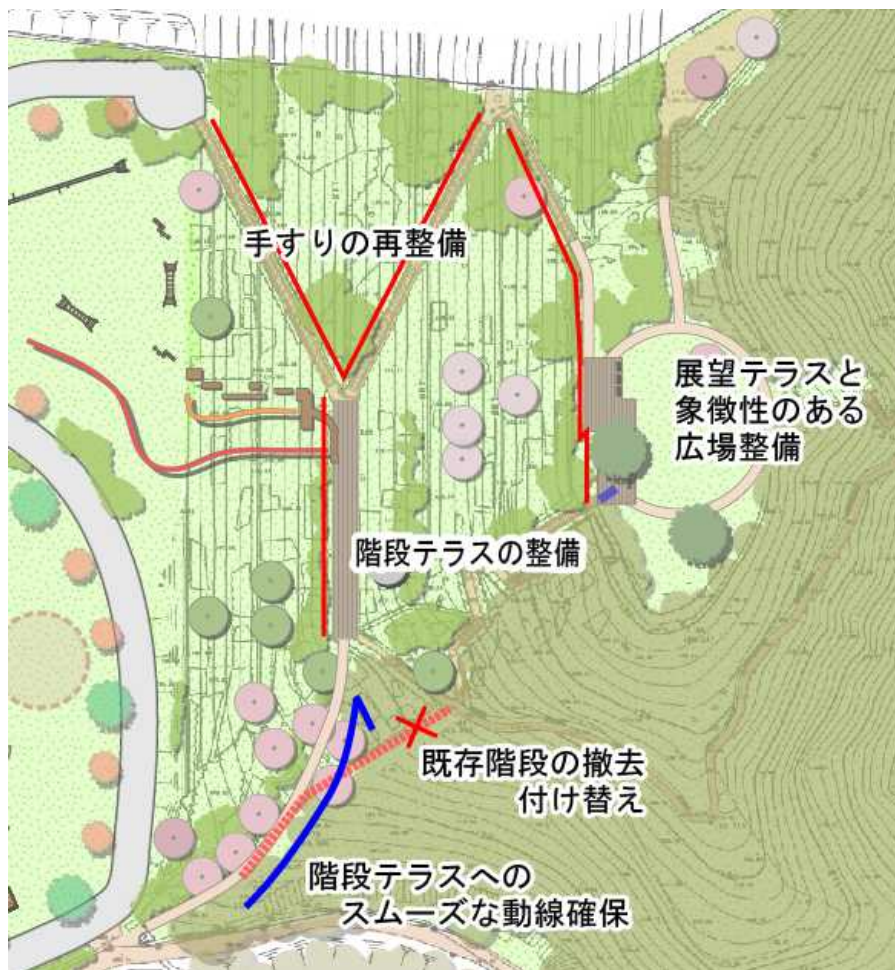 手すりの再整備
展望テラスと
象徴性のある
広場整備
階段テラスの整備
既存階段の撤去
付け替え
階段テラスへの
スムーズな動線確保